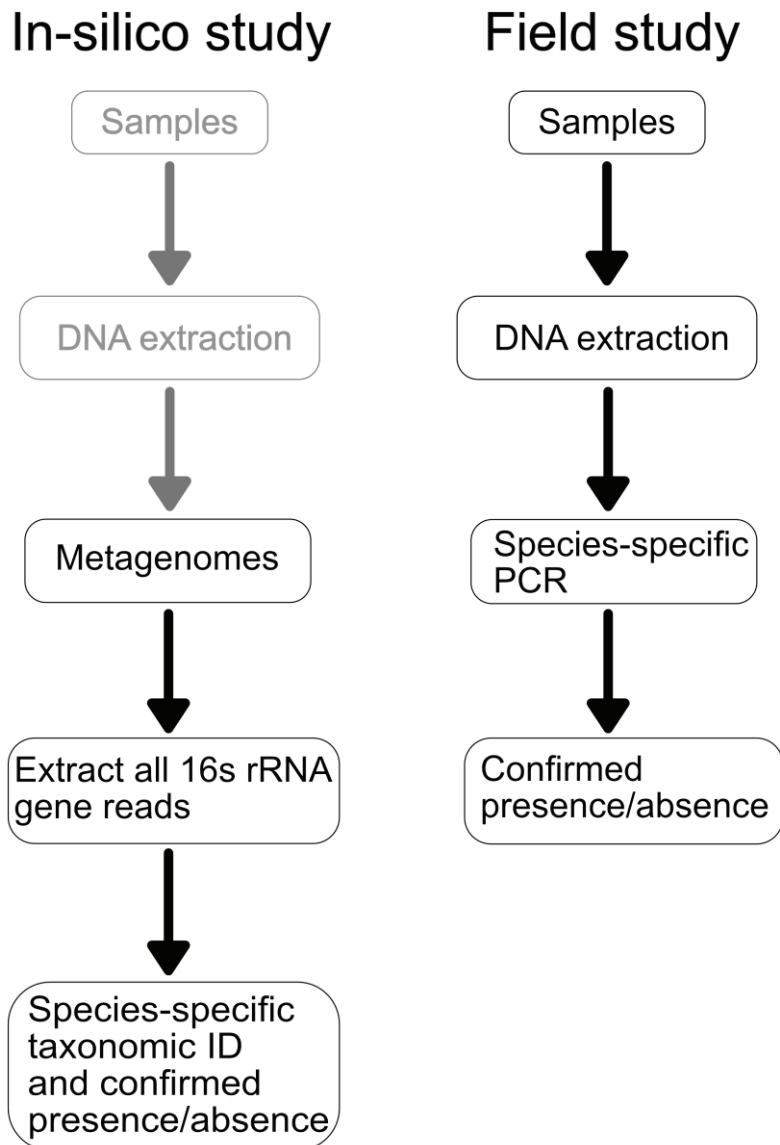 In-silico study
Samples
DNA extraction
Metagenomes
Extract all 16s rRNA
gene reads
Species-specific
taxonomic ID
and confirmed
presence/absence
Field study
Samples
DNA extraction
Species-specific
PCR
Confirmed
presence/absence